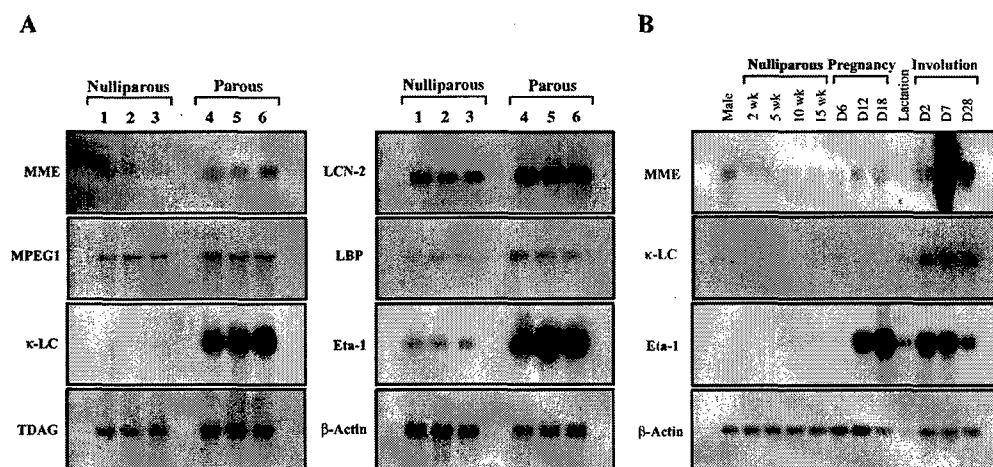 A
B
Nulliparous Parous
1 2 3 4 5 6
MME
MPEG1
κ-LC
TDAG
Nulliparous Parous
1 2 3 4 5 6
LCN-2
LBP
Eta-1
β-Actin
Nulliparous Pregnancy Involution
Male 2 wk 5 wk 10 wk 15 wk D6 D12 D18 Lactation D2 D7 D28
MME
κ-LC
Eta-1
β-Actin